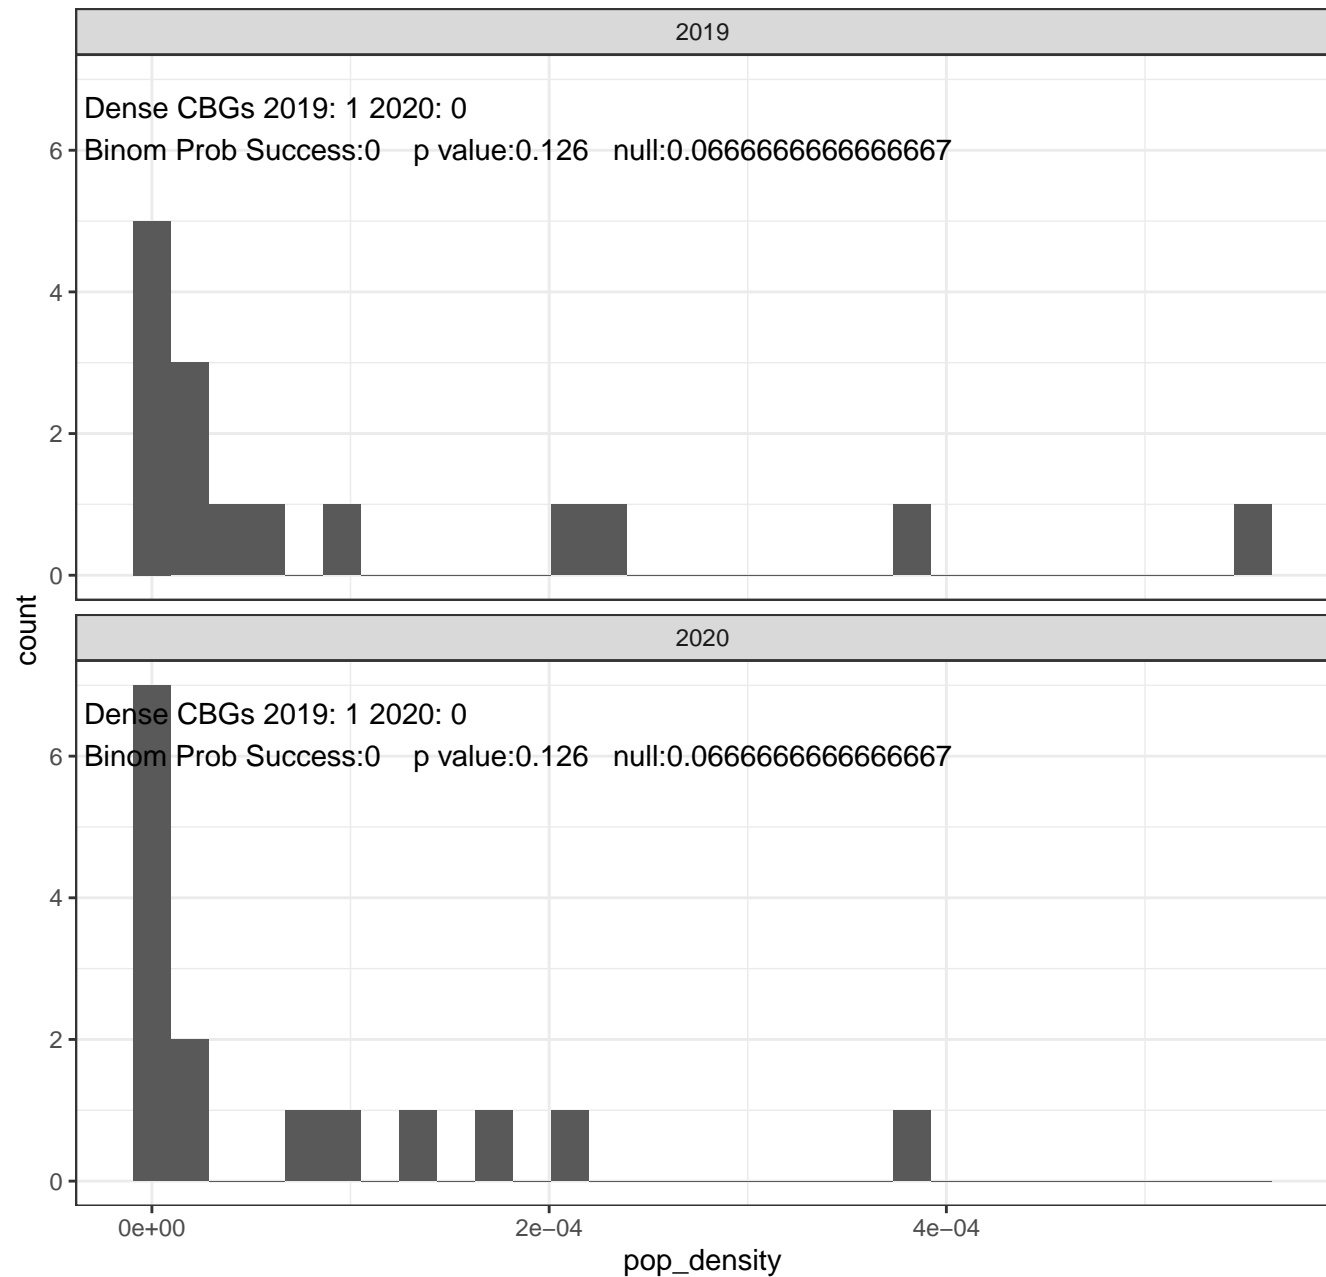 2019
Dense CBGs 2019: 1 2020: 0
Binom Prob Success:0    p value:0.126   null:0.0666666666666667
6
4
2
0
count
2020
Dense CBGs 2019: 1 2020: 0
Binom Prob Success:0    p value:0.126   null:0.0666666666666667
6
4
2
0
0e+00
2e−04
4e−04
pop_density